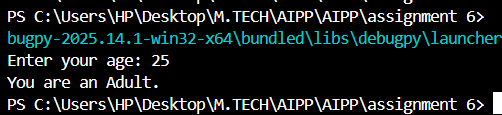 PS C:\Users\HP\Desktop\M.TECH\AIPP\AIPP\assignment 6>
bugpy-2025.14.1-win32-x64\bundled\libs\debugpy\launcher
Enter your age: 25
You are an Adult.
PS C:\Users\HP\Desktop\M.TECH\AIPP\AIPP\assignment 6>